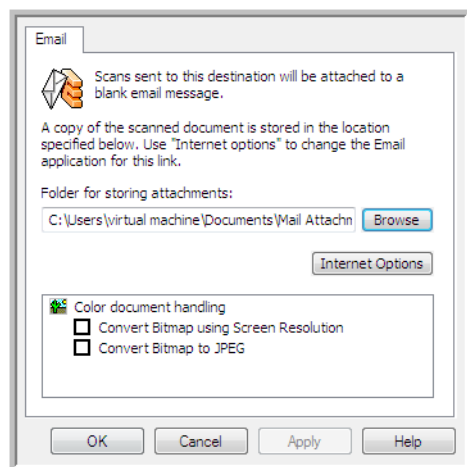 Email
Scans sent to this destination will be attached to a
blank email message.
A copy of the scanned document is stored in the location
specified below. Use "Internet options" to change the Email
application for this link.
Folder for storing attachments:
C:\Users\virtual machine\Documents\Mail Attachn
Browse
Internet Options
Color document handling
Convert Bitmap using Screen Resolution
Convert Bitmap to JPEG
OK Cancel Apply Help